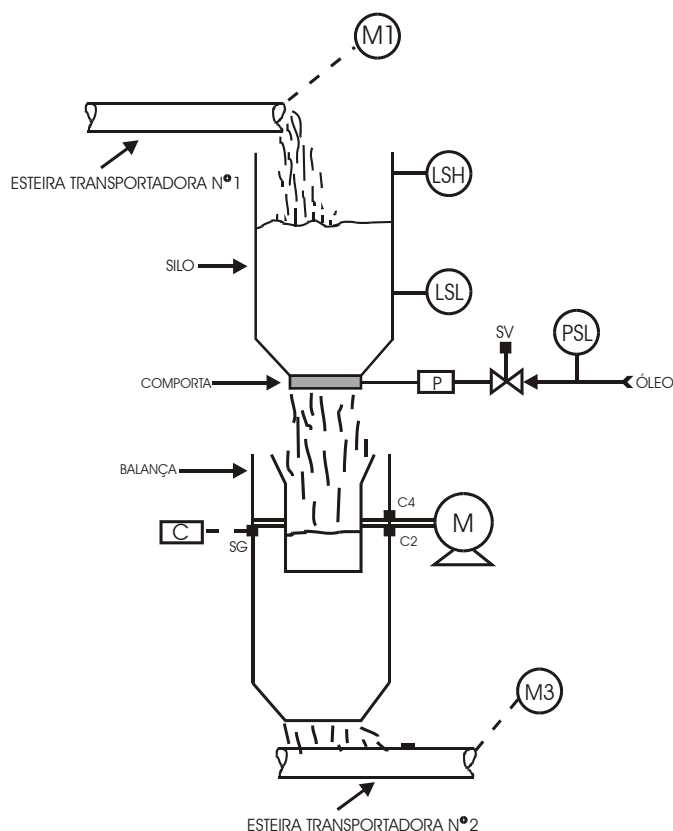 M1
ESTEIRA TRANSPORTADORA Nº1
LSH
SILO
LSL
SV
PSL
COMPORTA
P
ÓLEO
BALANÇA
C4
C
M
SG
C2
M3
ESTEIRA TRANSPORTADORA Nº2